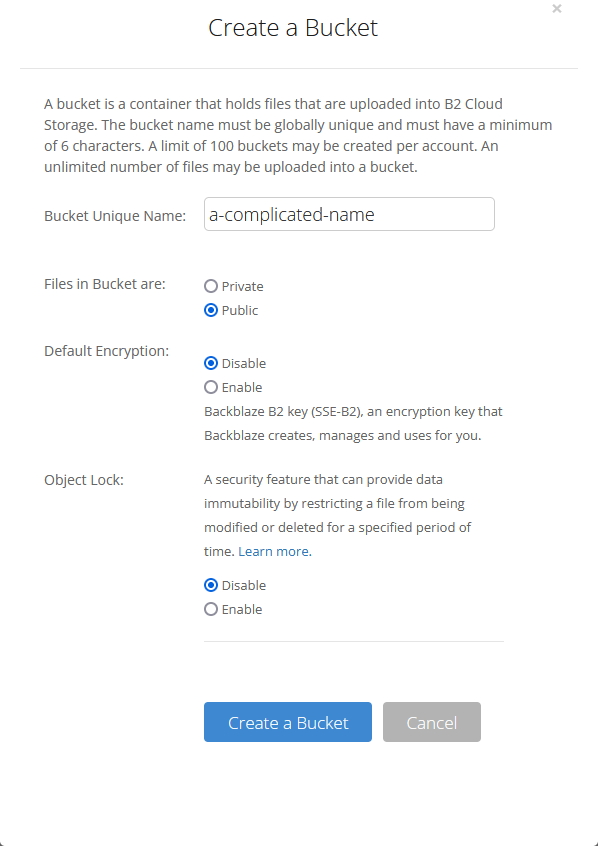 ×
Create a Bucket
A bucket is a container that holds files that are uploaded into B2 Cloud
Storage. The bucket name must be globally unique and must have a minimum
of 6 characters. A limit of 100 buckets may be created per account. An
unlimited number of files may be uploaded into a bucket.
Bucket Unique Name: a-complicated-name
Files in Bucket are: Private
Public
Default Encryption:
Disable
Enable
Backblaze B2 key (SSE-B2), an encryption key that
Backblaze creates, manages and uses for you.
Object Lock: A security feature that can provide data
immutability by restricting a file from being
modified or deleted for a specified period of
time. Learn more.
Disable
Enable
Create a Bucket Cancel